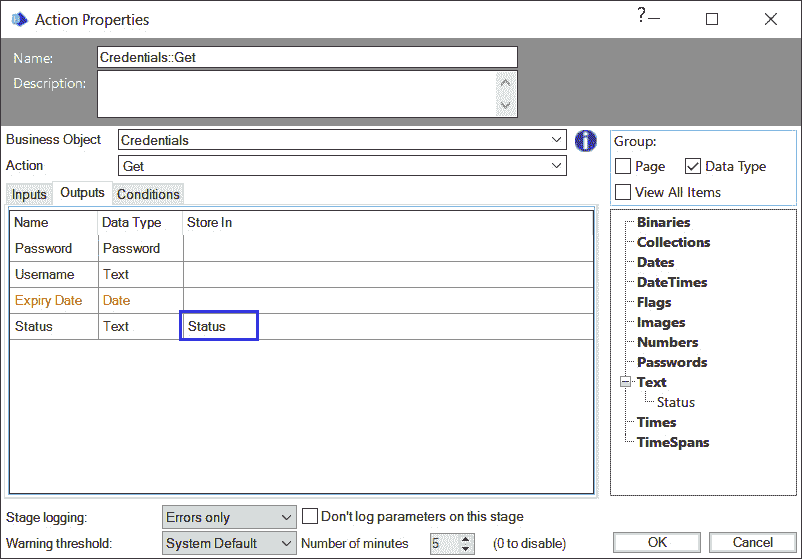 Action Properties
?
Name: Credentials::Get
Description:
Business Object Credentials
Action Get
Inputs Outputs Conditions
Name Data Type Store In
Password Password
Username Text
Expiry Date Date
Status Text Status
Group:
Page Data Type
View All Items
Binaries
Collections
Dates
DateTimes
Flags
Images
Numbers
Passwords
Text
Status
Times
TimeSpans
Stage logging: Errors only Don't log parameters on this stage
Warning threshold: System Default Number of minutes 5 (0 to disable)
OK Cancel